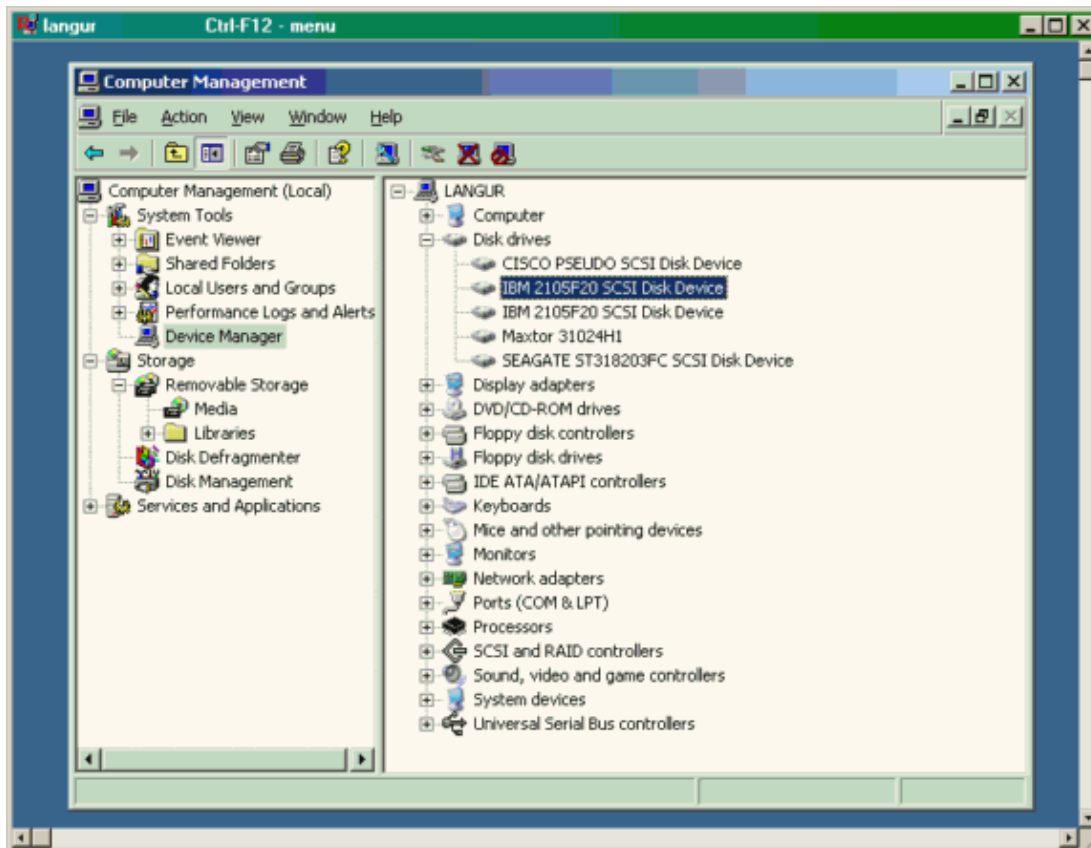 langur Ctrl-F12 - menu
Computer Management
File Action View Window Help
Computer Management (Local)
System Tools
Event Viewer
Shared Folders
Local Users and Groups
Performance Logs and Alerts
Device Manager
Storage
Removable Storage
Media
Libraries
Disk Defragmenter
Disk Management
Services and Applications
LANGUR
Computer
Disk drives
CISCO PSEUDO SCSI Disk Device
IBM 2105F20 SCSI Disk Device
IBM 2105F20 SCSI Disk Device
Maxtor 31024H1
SEAGATE ST318203FC SCSI Disk Device
Display adapters
DVD/CD-ROM drives
Floppy disk controllers
Floppy disk drives
IDE ATA/ATAPI controllers
Keyboards
Mice and other pointing devices
Monitors
Network adapters
Ports (COM & LPT)
Processors
SCSI and RAID controllers
Sound, video and game controllers
System devices
Universal Serial Bus controllers